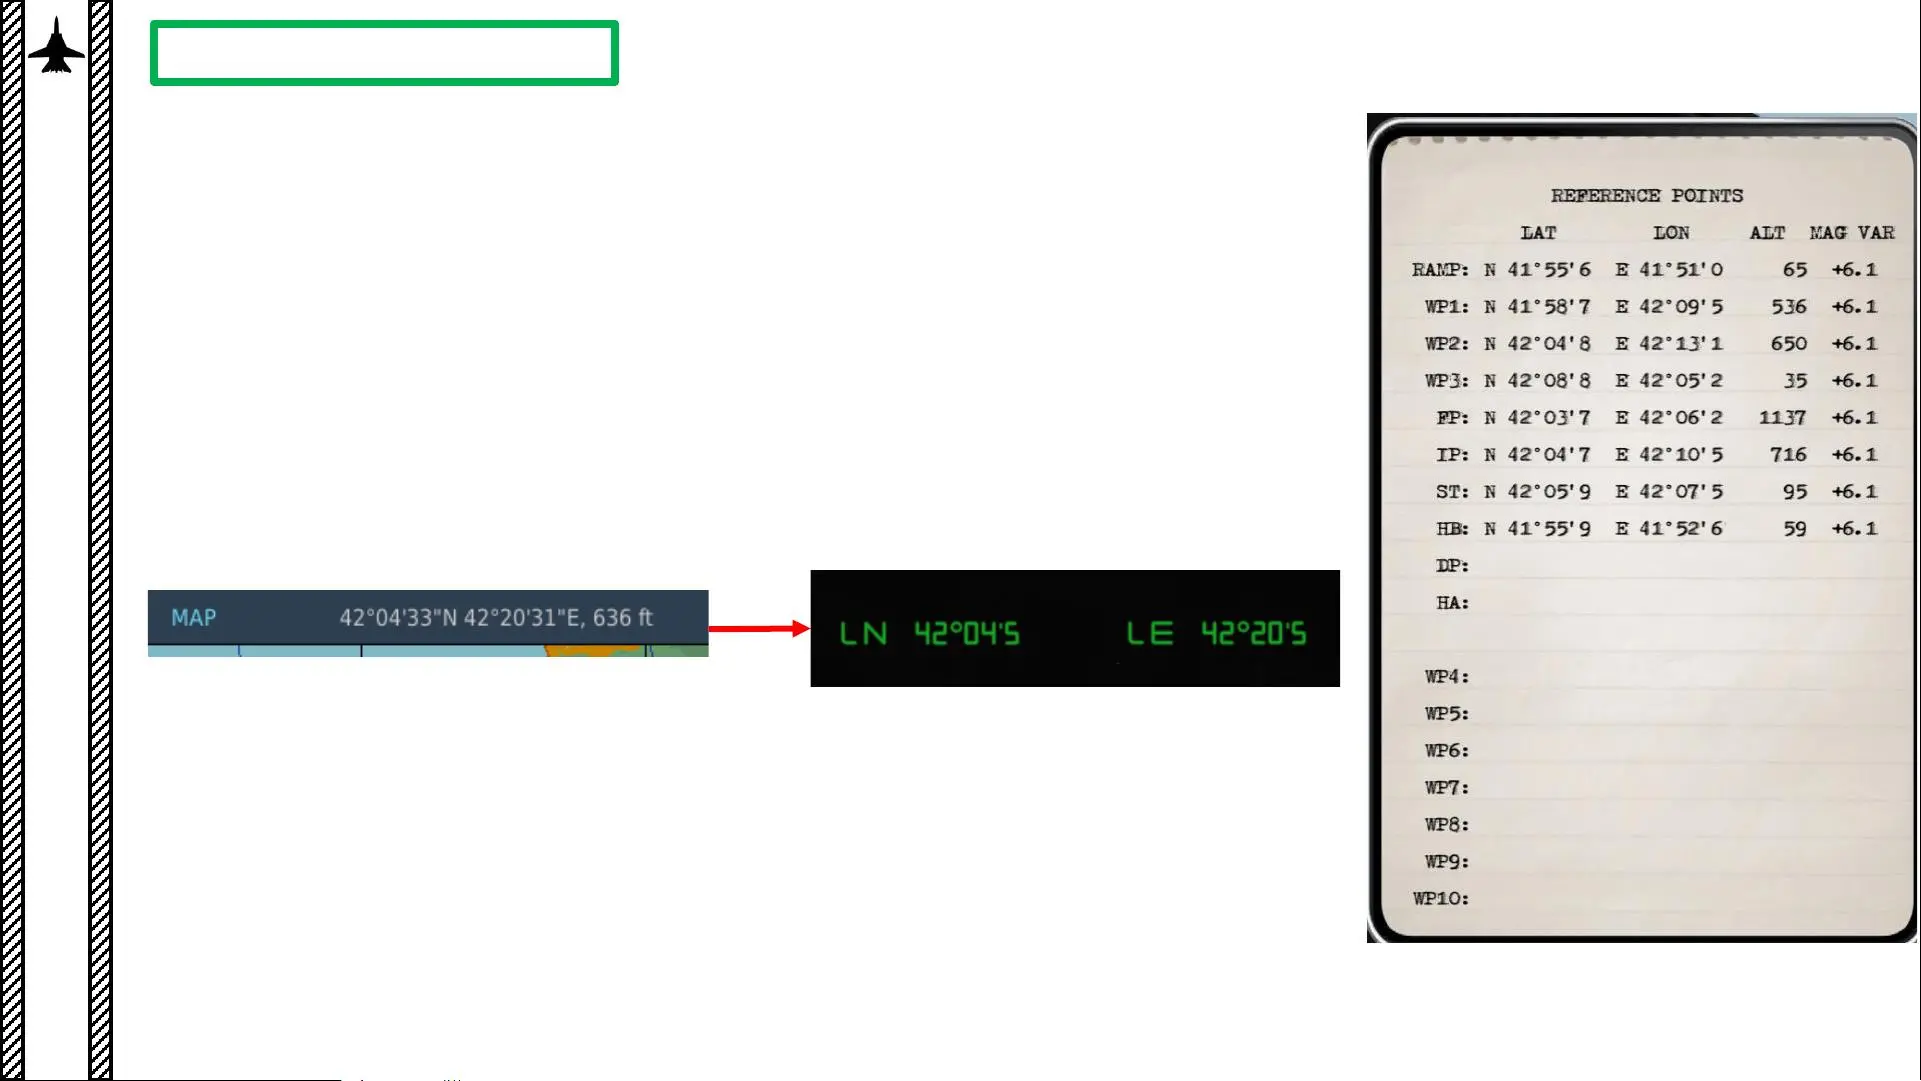 MAP 42°04'33"N 42°20'31"E, 636 ft
LN 42°04'5 LE 42°20'5
REFERENCE POINTS
LAT LON ALT MAG VAR
RAMP: N 41°55'6 E 41°51'0 65 +6.1
WP1: N 41°58'7 E 42°09'5 536 +6.1
WP2: N 42°04'8 E 42°13'1 650 +6.1
WP3: N 42°08'8 E 42°05'2 35 +6.1
FP: N 42°03'7 E 42°06'2 1137 +6.1
IP: N 42°04'7 E 42°10'5 716 +6.1
ST: N 42°05'9 E 42°07'5 95 +6.1
HB: N 41°55'9 E 41°52'6 59 +6.1
DP:
HA:
WP4:
WP5:
WP6:
WP7:
WP8:
WP9:
WP10: